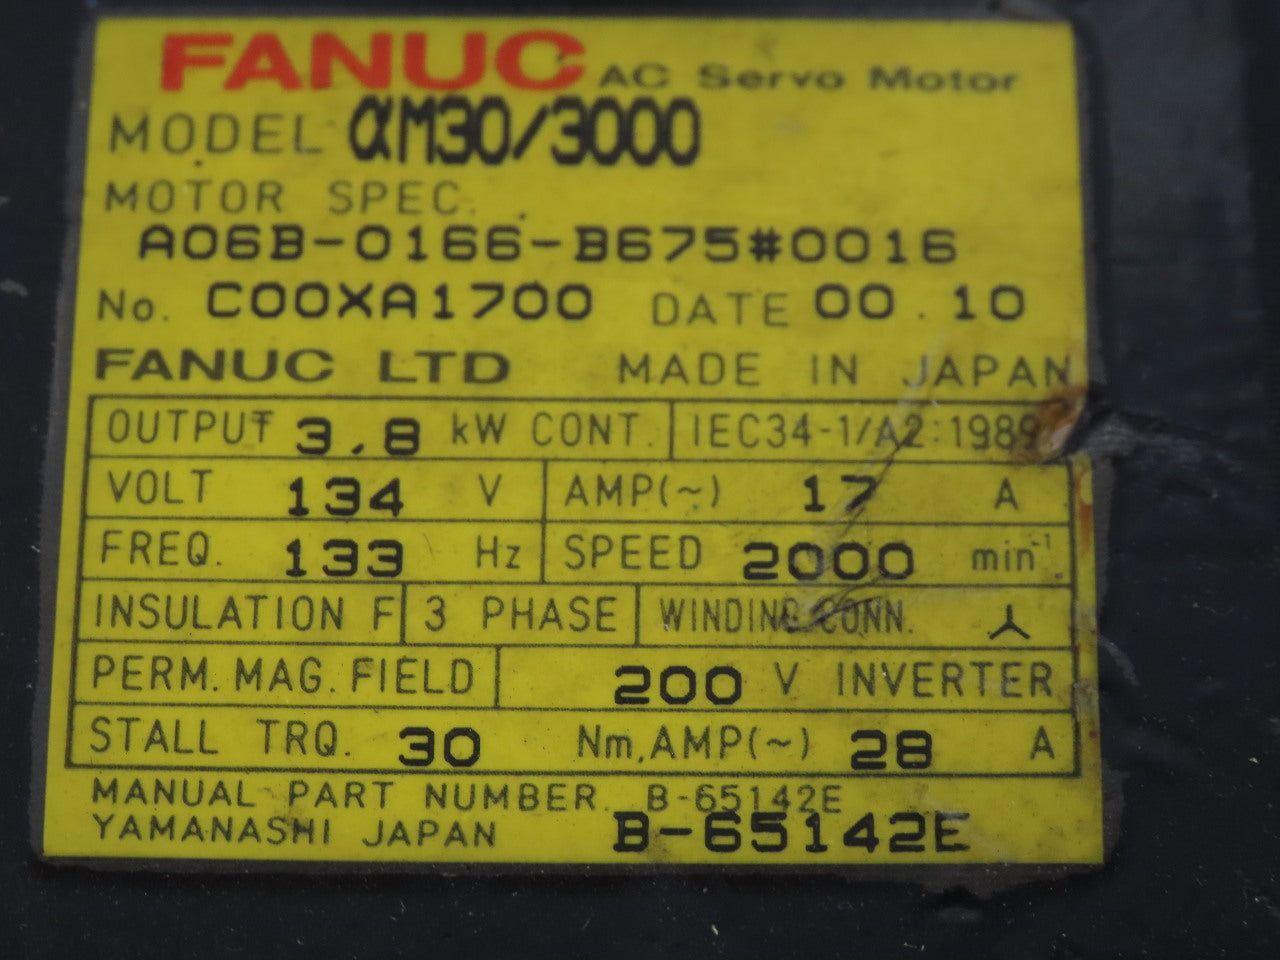 FANUC AC Servo Motor
MODEL αM30/3000
MOTOR SPEC.
A06B-0166-B675#0016
No. C00XA1700 DATE 00.10
FANUC LTD MADE IN JAPAN
OUTPUT 3.8 kW CONT. IEC34-1/A2:1989
VOLT 134 V AMP(~) 17 A
FREQ. 133 Hz SPEED 2000 min⁻¹
INSULATION F 3 PHASE WINDING CONN.
PERM. MAG. FIELD 200 V INVERTER
STALL TRQ. 30 Nm, AMP(~) 28 A
MANUAL PART NUMBER B-65142E
YAMANASHI JAPAN B-65142E